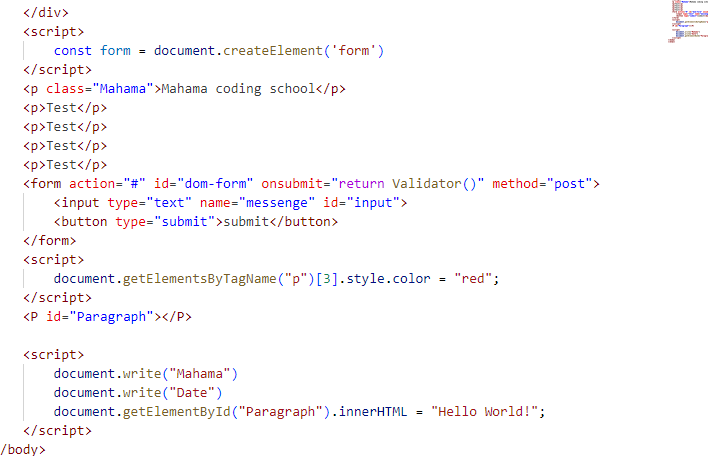 </div>
<script>
const form = document.createElement('form')
</script>
<p class="Mahama">Mahama coding school</p>
<p>Test</p>
<p>Test</p>
<p>Test</p>
<p>Test</p>
<form action="#" id="dom-form" onsubmit="return Validator()" method="post">
<input type="text" name="messenge" id="input">
<button type="submit">submit</button>
</form>
<script>
document.getElementsByTagName("p")[3].style.color = "red";
</script>
<P id="Paragraph"></P>
<script>
document.write("Mahama")
document.write("Date")
document.getElementById("Paragraph").innerHTML = "Hello World!";
</script>
/body>